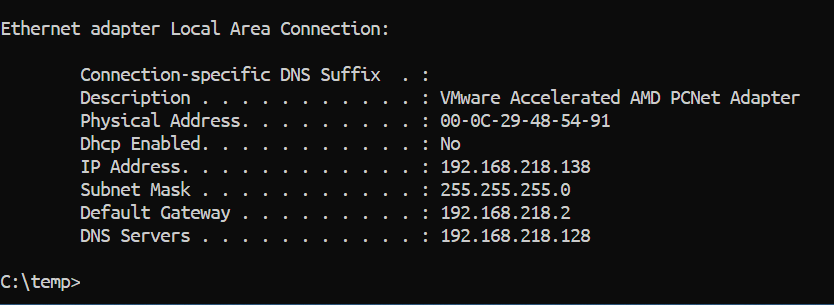 Ethernet adapter Local Area Connection:
Connection-specific DNS Suffix  . :
Description . . . . . . . . . . . : VMware Accelerated AMD PCNet Adapter
Physical Address. . . . . . . . . : 00-0C-29-48-54-91
Dhcp Enabled. . . . . . . . . . . : No
IP Address. . . . . . . . . . . . : 192.168.218.138
Subnet Mask . . . . . . . . . . . : 255.255.255.0
Default Gateway . . . . . . . . . : 192.168.218.2
DNS Servers . . . . . . . . . . . : 192.168.218.128
C:\temp>